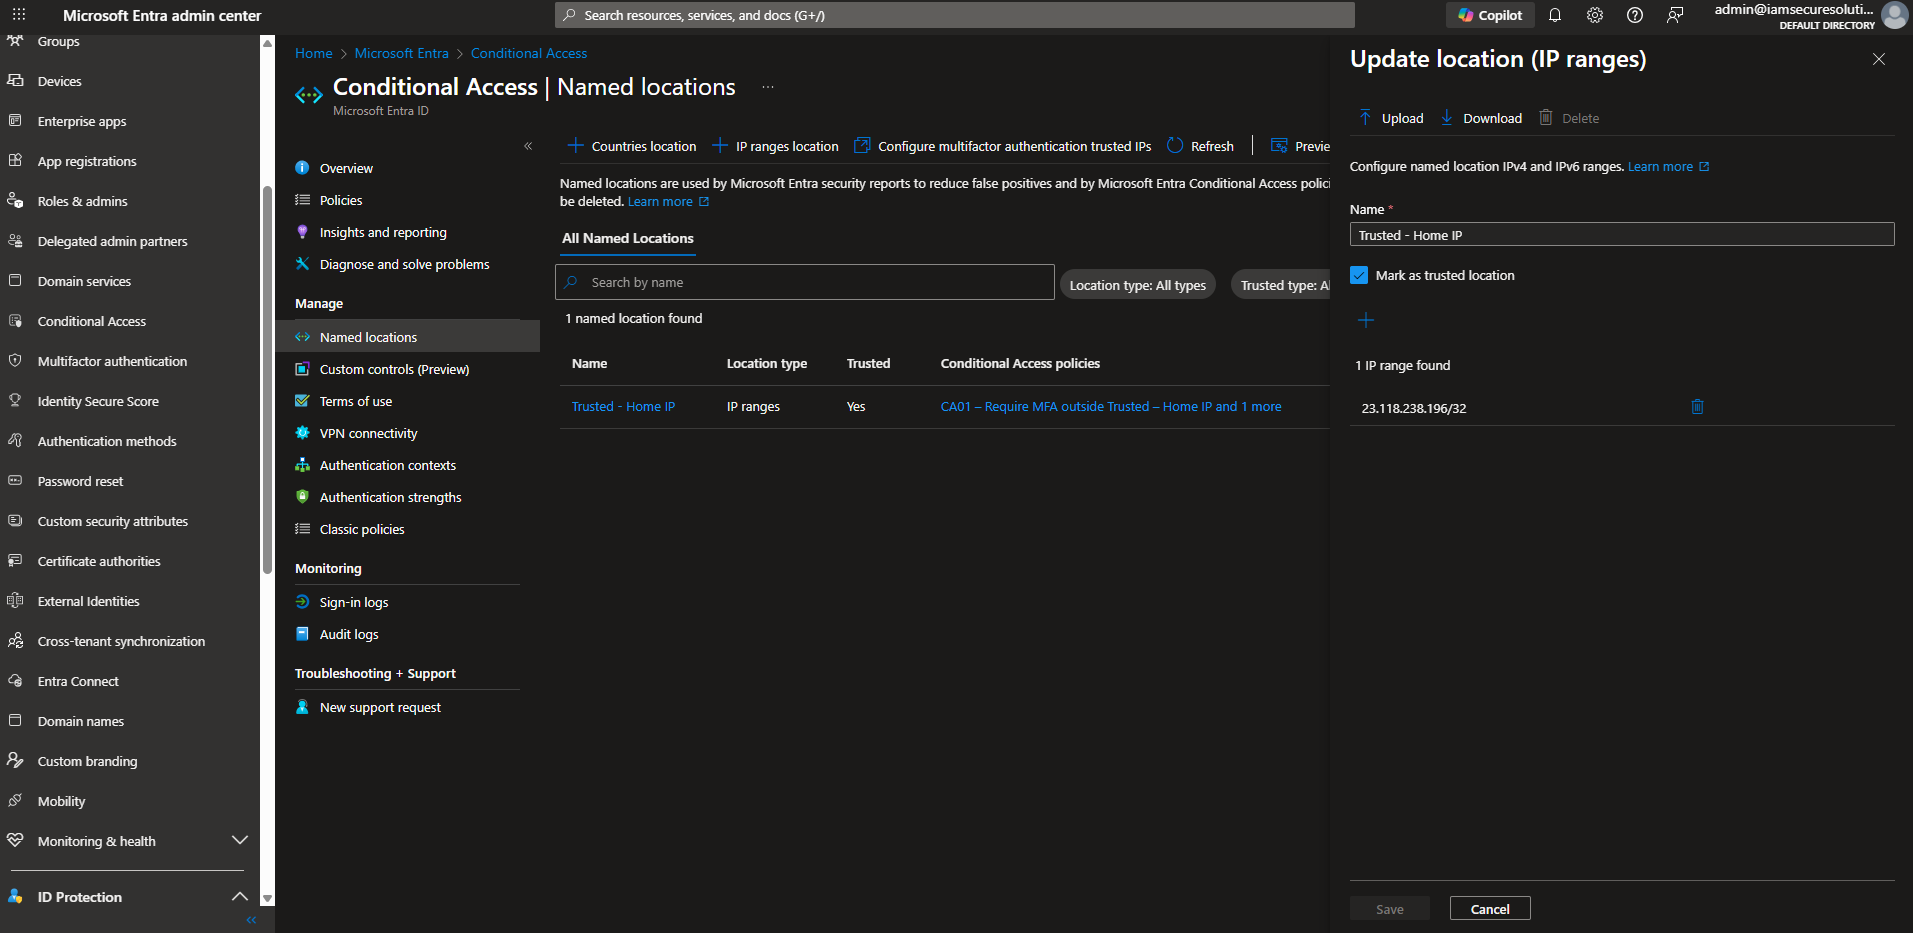 Microsoft Entra admin center
Search resources, services, and docs (G+/)
Copilot
admin@iamsecuresoluti...
DEFAULT DIRECTORY
Groups
Devices
Enterprise apps
App registrations
Roles & admins
Delegated admin partners
Domain services
Conditional Access
Multifactor authentication
Identity Secure Score
Authentication methods
Password reset
Custom security attributes
Certificate authorities
External Identities
Cross-tenant synchronization
Entra Connect
Domain names
Custom branding
Mobility
Monitoring & health
ID Protection
Home > Microsoft Entra > Conditional Access
Conditional Access | Named locations ...
Microsoft Entra ID
Overview
Policies
Insights and reporting
Diagnose and solve problems
Manage
Named locations
Custom controls (Preview)
Terms of use
VPN connectivity
Authentication contexts
Authentication strengths
Classic policies
Monitoring
Sign-in logs
Audit logs
Troubleshooting + Support
New support request
Countries location
IP ranges location
Configure multifactor authentication trusted IPs
Refresh
Previe
Named locations are used by Microsoft Entra security reports to reduce false positives and by Microsoft Entra Conditional Access polici
be deleted. Learn more
All Named Locations
Search by name
Location type: All types
Trusted type: Al
1 named location found
Name Location type Trusted Conditional Access policies
Trusted - Home IP IP ranges Yes CA01 – Require MFA outside Trusted – Home IP and 1 more
Update location (IP ranges)
Upload Download Delete
Configure named location IPv4 and IPv6 ranges. Learn more
Name *
Trusted - Home IP
Mark as trusted location
1 IP range found
23.118.238.196/32
Save Cancel